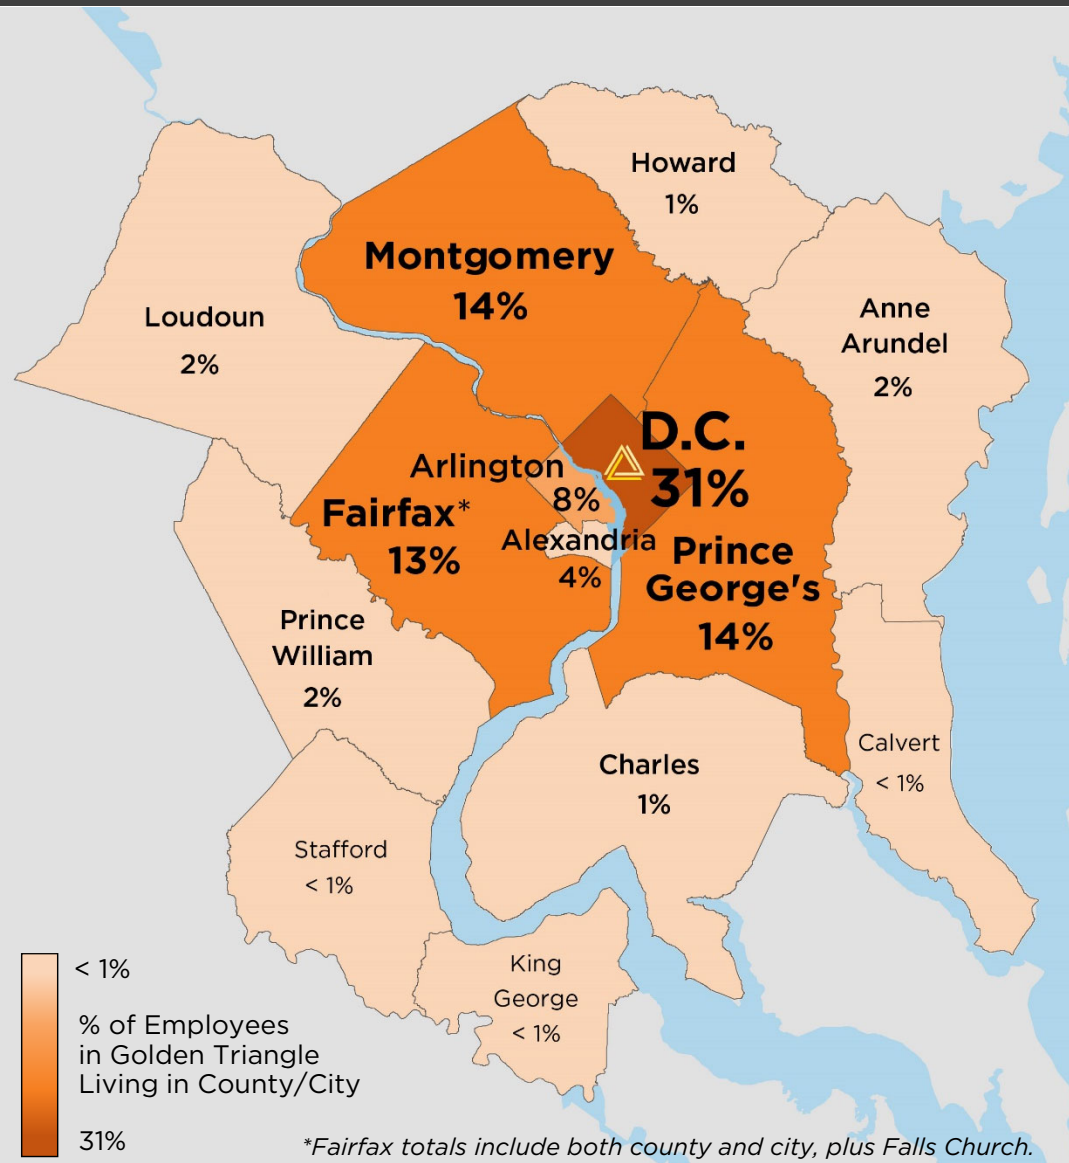 Howard
1%
Montgomery
14%
Loudoun
2%
Anne
Arundel
2%
D.C.
31%
Arlington
8%
Fairfax*
13%
Alexandria
4%
Prince
George's
14%
Prince
William
2%
Charles
1%
Calvert
< 1%
Stafford
< 1%
King
George
< 1%
< 1%
% of Employees
in Golden Triangle
Living in County/City
31%
*Fairfax totals include both county and city, plus Falls Church.